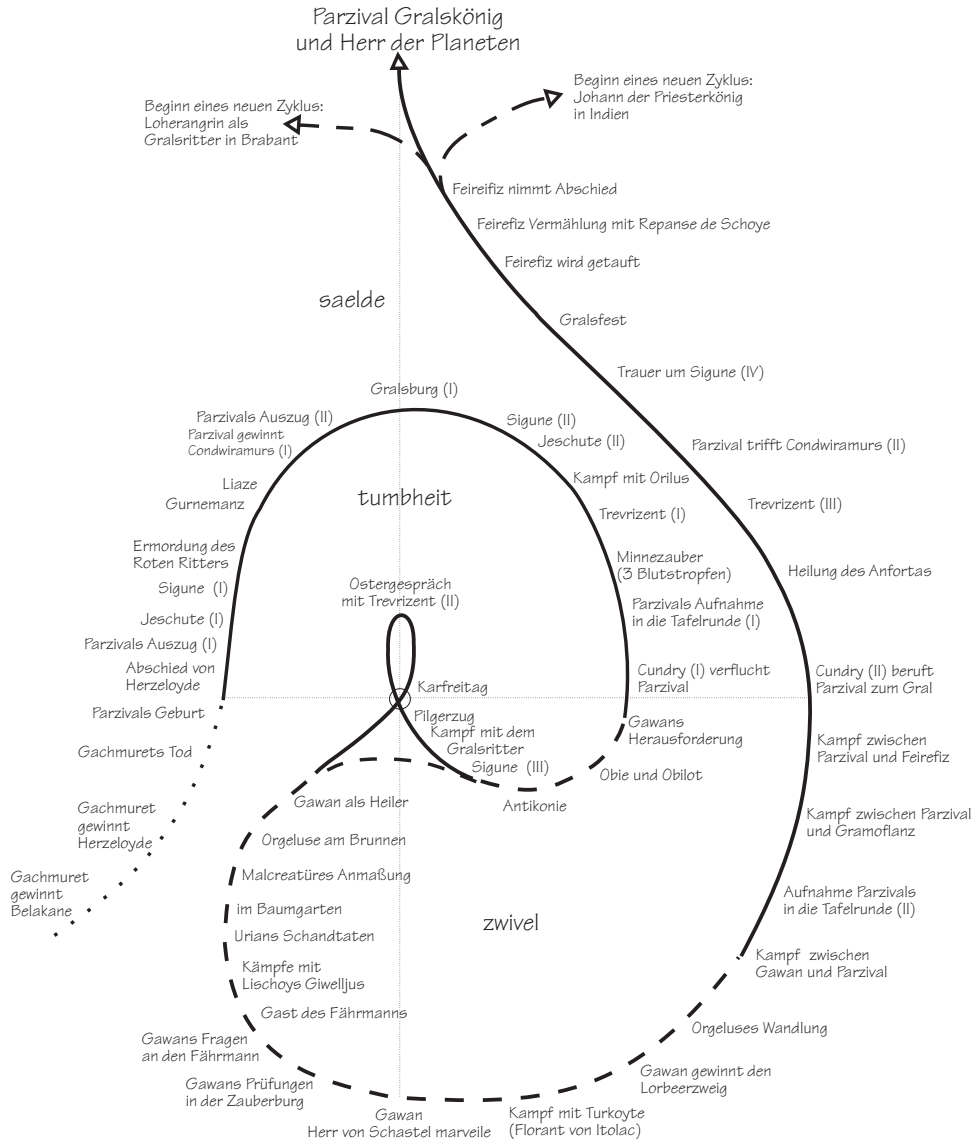 Parzival Gralskönig
und Herr der Planeten
Beginn eines neuen Zyklus:
Johann der Priesterkönig
in Indien
Beginn eines neuen Zyklus:
Loherangrin als
Gralsritter in Brabant
Feireifiz nimmt Abschied
Feirefiz Vermählung mit Repanse de Schoye
Feirefiz wird getauft
saelde
Gralsfest
Trauer um Sigune (IV)
Gralsburg (I)
Parzivals Auszug (II)
Parzival gewinnt
Condwiramurs (I)
Sigune (II)
Jeschute (II)
Parzival trifft Condwiramurs (II)
Liaze
Gurnemanz
tumbheit
Kampf mit Orilus
Trevrizent (I)
Trevrizent (III)
Ermordung des
Roten Ritters
Sigune (I)
Jeschute (I)
Parzivals Auszug (I)
Abschied von
Herzeloyde
Ostergespräch
mit Trevrizent (II)
Minnezauber
(3 Blutstropfen)
Parzivals Aufnahme
in die Tafelrunde (I)
Heilung des Anfortas
Cundry (I) verflucht
Parzival
Cundry (II) beruft
Parzival zum Gral
Karfreitag
Parzivals Geburt
Pilgerzug
Kampf mit dem
Gralsritter
Sigune (III)
Gawans
Herausforderung
Gachmurets Tod
Kampf zwischen
Parzival und Feirefiz
Obie und Obilot
Antikonie
Gachmuret
gewinnt
Herzeloyde
Gawan als Heiler
Kampf zwischen Parzival
und Gramoflanz
Orgeluse am Brunnen
Gachmuret
gewinnt
Belakane
Malcreatüres Anmaßung
Aufnahme Parzivals
in die Tafelrunde (II)
im Baumgarten
zwivel
Urians Schandtaten
Kampf zwischen
Gawan und Parzival
Kämpfe mit
Lischoys Giwelljus
Gast des Fährmanns
Orgeluses Wandlung
Gawans Fragen
an den Fährmann
Gawan gewinnt den
Lorbeerzweig
Gawans Prüfungen
in der Zauberburg
Gawan
Herr von Schastel marveile
Kampf mit Turkoyte
(Florant von Itolac)